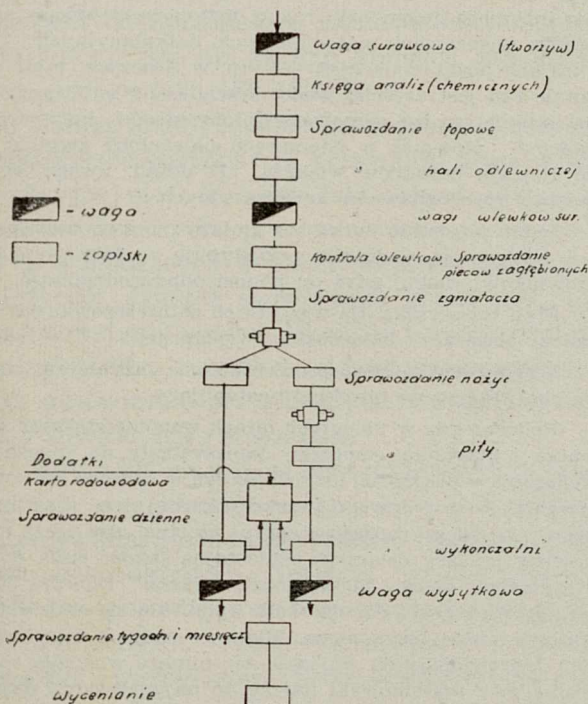 Waga surowcowa (tworzyw)
Księga analiz (chemicznych)
Sprawozdanie topowe
" hali odlewniczej
wagi wlewków sur.
- waga
- zapiski
Kontrola wlewków, Sprawozdanie
pieców zagłębionych
Sprawozdanie zgniatacza
Sprawozdanie nożyc
" piły
Dodatki
Karta rodowodowa
Sprawozdanie dzienne
wykonczalni
Waga wysyłkowa
Sprawozdanie tygodn i miesięcz
Wycenianie